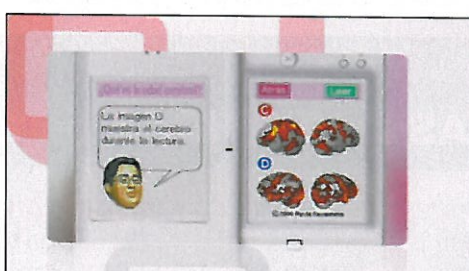 ¿Qué es la edad cerebral?
La imagen D
muestra el cerebro
durante la lectura.
Atrás
Leer
C
D